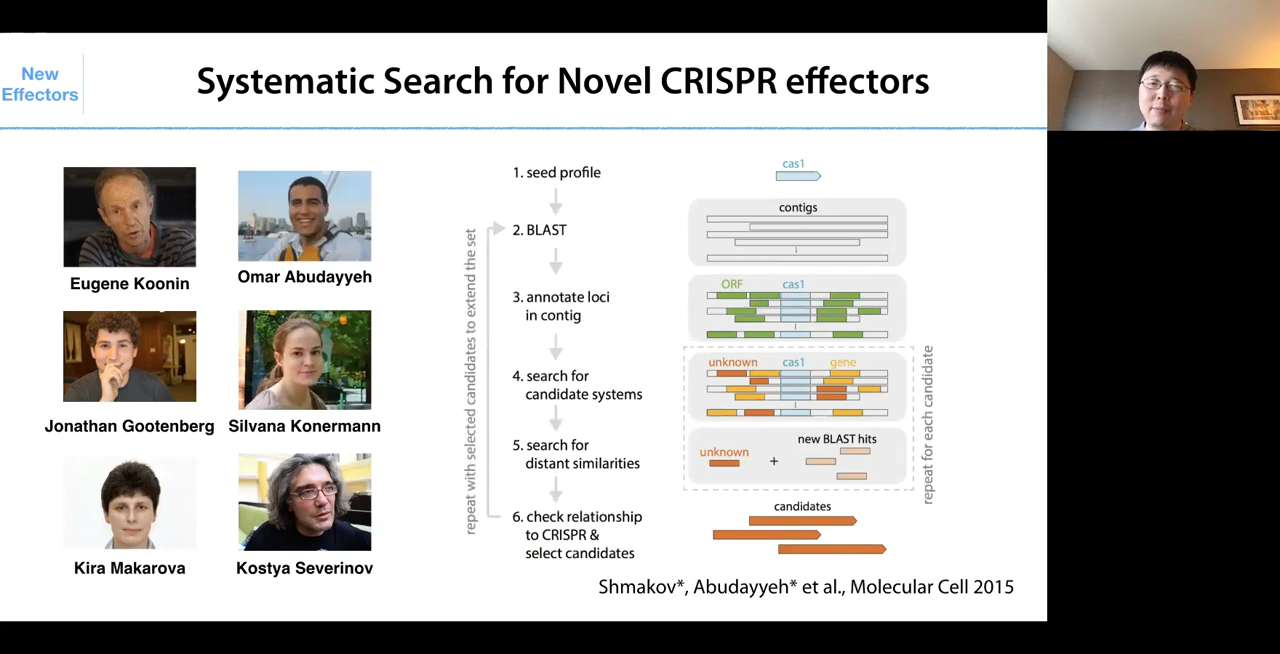 New
Effectors
Systematic Search for Novel CRISPR effectors
Eugene Koonin
Omar Abudayyeh
Jonathan Gootenberg
Silvana Konermann
Kira Makarova
Kostya Severinov
repeat with selected candidates to extend the set
1. seed profile
2. BLAST
3. annotate loci
in contig
4. search for
candidate systems
5. search for
distant similarities
6. check relationship
to CRISPR &
select candidates
cas1
contigs
ORF cas1
unknown cas1 gene
new BLAST hits
unknown
+
repeat for each candidate
candidates
Shmakov*, Abudayyeh* et al., Molecular Cell 2015